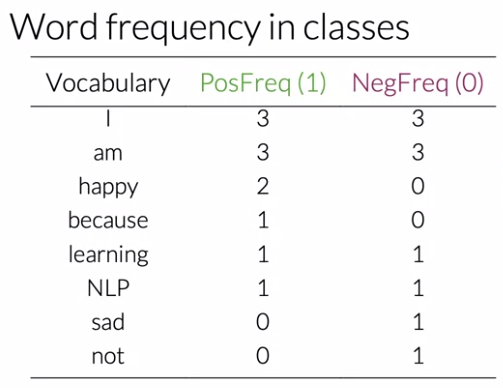 Word frequency in classes
Vocabulary PosFreq (1) NegFreq (0)
I 3 3
am 3 3
happy 2 0
because 1 0
learning 1 1
NLP 1 1
sad 0 1
not 0 1